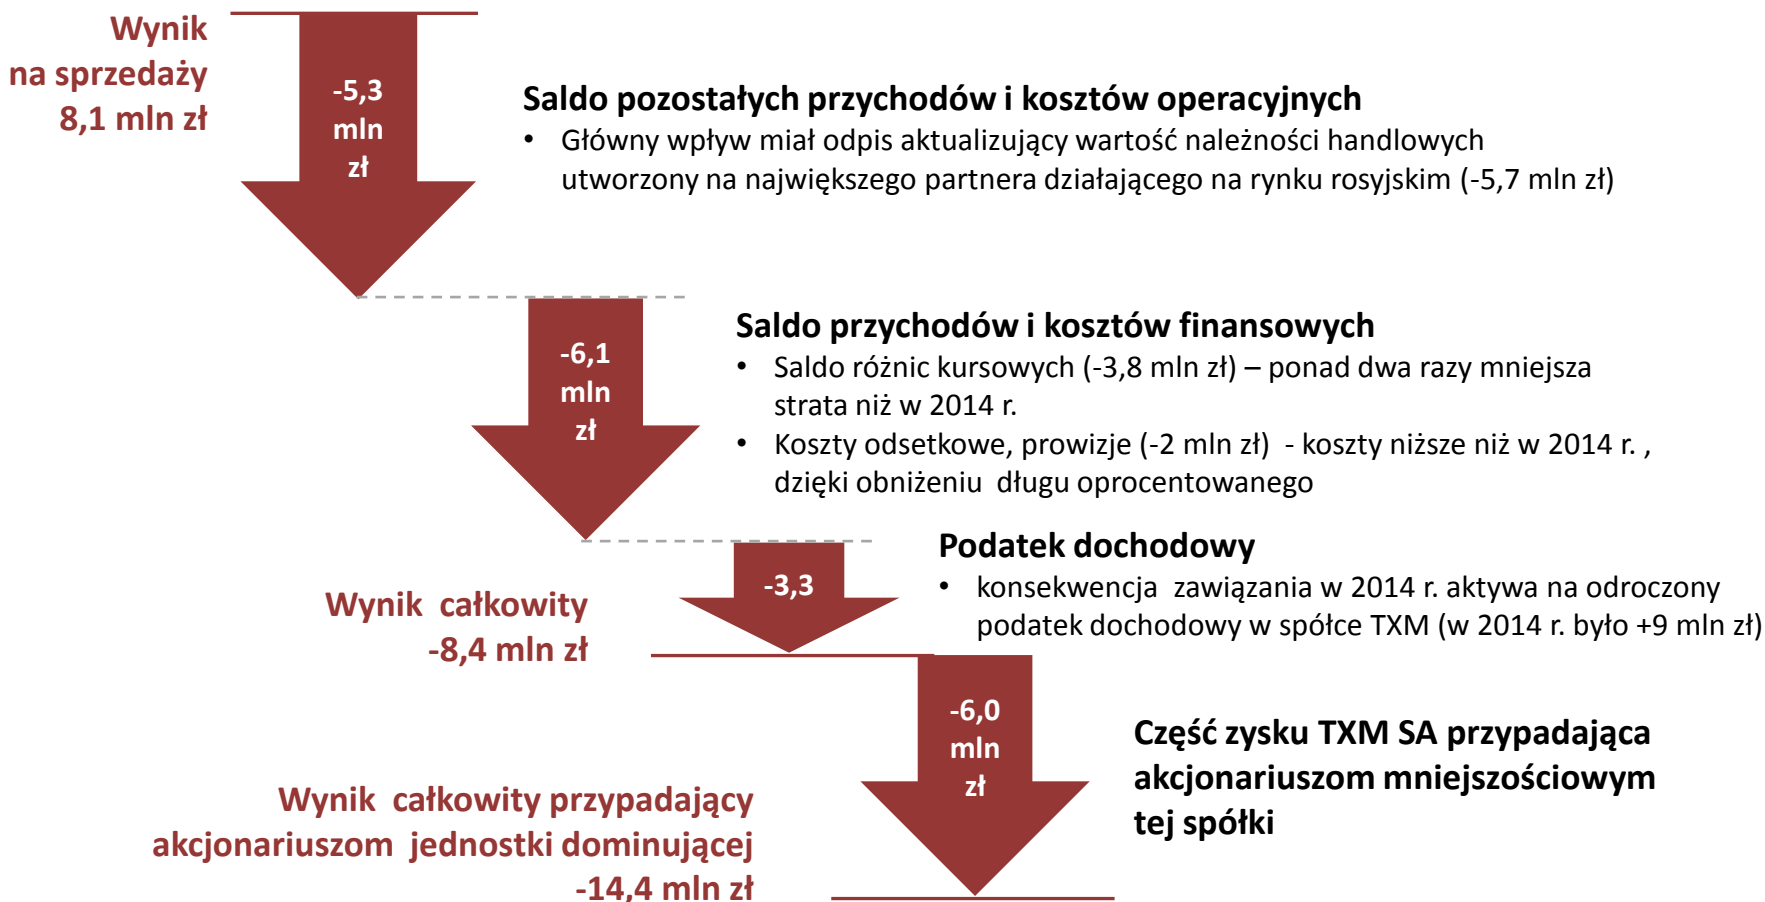 Wynik
na sprzedaży
8,1 mln zł
-5,3
mln
zł
Saldo pozostałych przychodów i kosztów operacyjnych
• Główny wpływ miał odpis aktualizujący wartość należności handlowych
utworzony na największego partnera działającego na rynku rosyjskim (-5,7 mln zł)
-6,1
mln
zł
Saldo przychodów i kosztów finansowych
• Saldo różnic kursowych (-3,8 mln zł) – ponad dwa razy mniejsza
strata niż w 2014 r.
• Koszty odsetkowe, prowizje (-2 mln zł)  - koszty niższe niż w 2014 r. ,
dzięki obniżeniu  długu oprocentowanego
-3,3
Podatek dochodowy
• konsekwencja  zawiązania w 2014 r. aktywa na odroczony
podatek dochodowy w spółce TXM (w 2014 r. było +9 mln zł)
Wynik  całkowity
-8,4 mln zł
-6,0
mln
zł
Część zysku TXM SA przypadająca
akcjonariuszom mniejszościowym
tej spółki
Wynik  całkowity przypadający
akcjonariuszom  jednostki dominującej
-14,4 mln zł